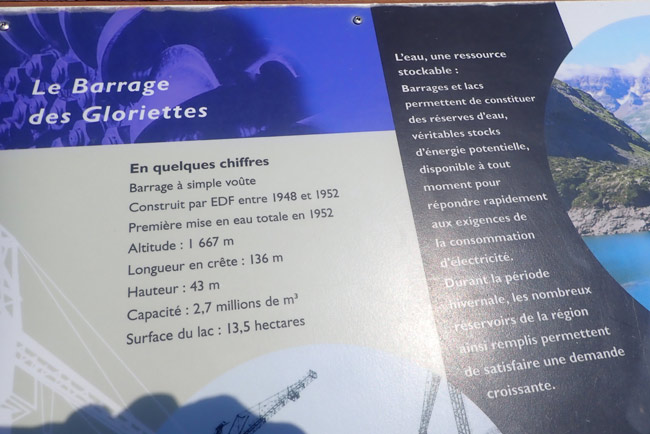 Le Barrage
des Gloriettes
En quelques chiffres
Barrage à simple voûte
Construit par EDF entre 1948 et 1952
Première mise en eau totale en 1952
Altitude : 1 667 m
Longueur en crête : 136 m
Hauteur : 43 m
Capacité : 2,7 millions de m³
Surface du lac : 13,5 hectares
L'eau, une ressource
stockable :
Barrages et lacs
permettent de constituer
des réserves d'eau,
véritables stocks
d'énergie potentielle,
disponible à tout
moment pour
répondre rapidement
aux exigences de
la consommation
d'électricité.
Durant la période
hivernale, les nombreux
réservoirs de la région
ainsi remplis permettent
de satisfaire une demande
croissante.